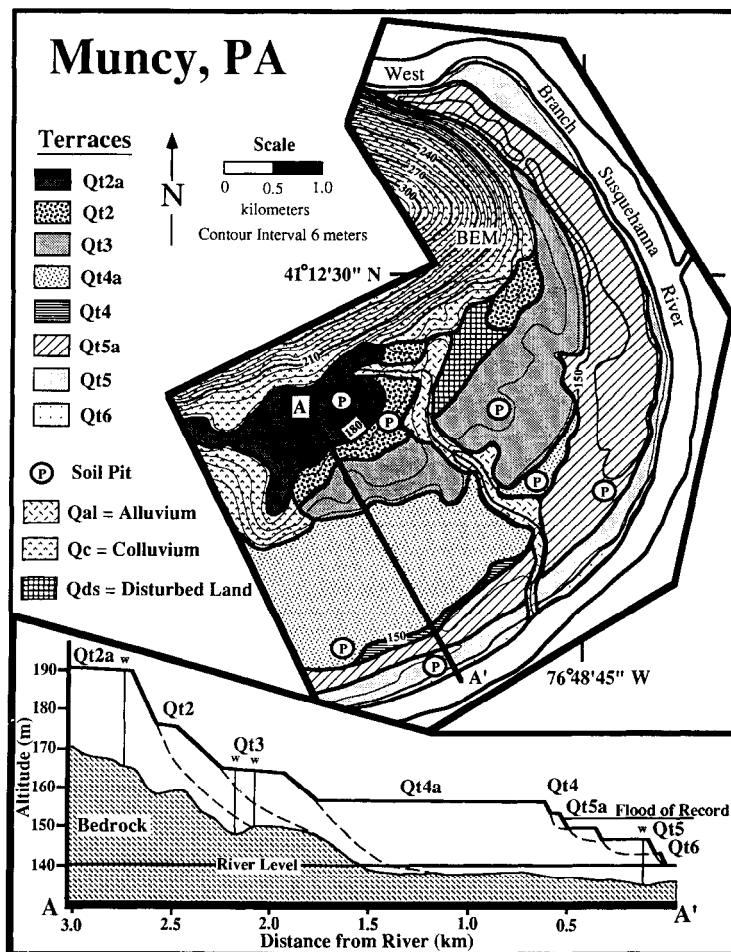 Muncy, PA
Terraces
Qt2a
Qt2
Qt3
Qt4a
Qt4
Qt5a
Qt5
Qt6
P Soil Pit
Qal = Alluvium
Qc = Colluvium
Qds = Disturbed Land
N
Scale
0 0.5 1.0
kilometers
Contour Interval 6 meters
41°12'30" N
West
Branch
Susquehanna
River
240
270
300
BEM
210
150
A
P
180
P
P
P
P
150
P
P
A'
76°48'45" W
Altitude (m)
190
180
170
160
150
140
Qt2a
w
Qt2
Qt3
w w
Qt4a
Qt4
Qt5a
Flood of Record
w
Qt5
Qt6
Bedrock
River Level
A
A'
3.0 2.5 2.0 1.5 1.0 0.5
Distance from River (km)